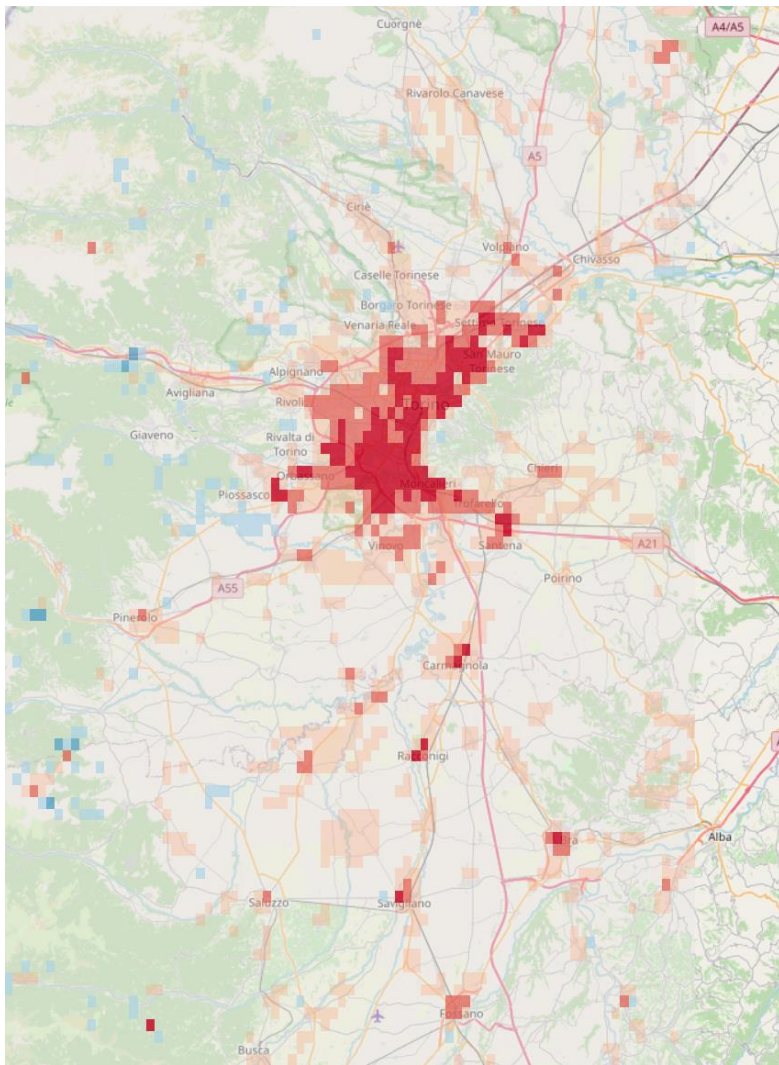 Cuorgnè
A4/A5
Rivarolo Canavese
A5
Ciriè
Volpiano
Chivasso
Caselle Torinese
Borgaro Torinese
Venaria Reale
San Mauro
Torinese
Alpignano
Avigliana
Rivoli
Torino
Rivalta di
Torino
Giaveno
Orbassano
Chieri
Moncalieri
Piossasco
Trofarello
Vinovo
Santena
A21
A55
Poirino
Pinerolo
Carmagnola
Racconigi
Alba
Saluzzo
Savigliano
Fossano
Busca